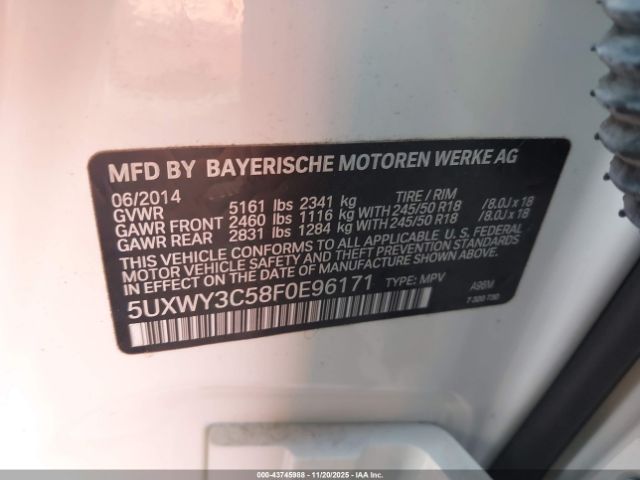 MFD BY BAYERISCHE MOTOREN WERKE AG
06/2014 TIRE / RIM
GVWR 5161 lbs 2341 kg
GAWR FRONT 2460 lbs 1116 kg WITH 245/50 R18 /8.0J x 18
GAWR REAR 2831 lbs 1284 kg WITH 245/50 R18 /8.0J x 18
THIS VEHICLE CONFORMS TO ALL APPLICABLE U.S. FEDERAL
MOTOR VEHICLE SAFETY AND THEFT PREVENTION STANDARDS
IN EFFECT ON THE DATE OF MANUFACTURE SHOWN ABOVE.
5UXWY3C58F0E96171 TYPE: MPV A96M
000-43745988 | 11/20/2025 - IAAI.CA